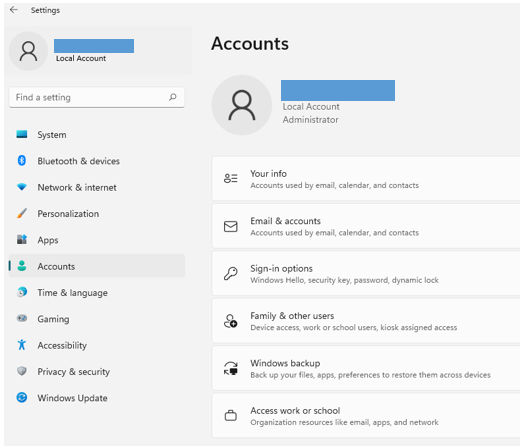 Settings
Local Account
Find a setting
System
Bluetooth & devices
Network & internet
Personalization
Apps
Accounts
Time & language
Gaming
Accessibility
Privacy & security
Windows Update
Accounts
Local Account
Administrator
Your info
Accounts used by email, calendar, and contacts
Email & accounts
Accounts used by email, calendar, and contacts
Sign-in options
Windows Hello, security key, password, dynamic lock
Family & other users
Device access, work or school users, kiosk assigned access
Windows backup
Back up your files, apps, preferences to restore them across devices
Access work or school
Organization resources like email, apps, and network